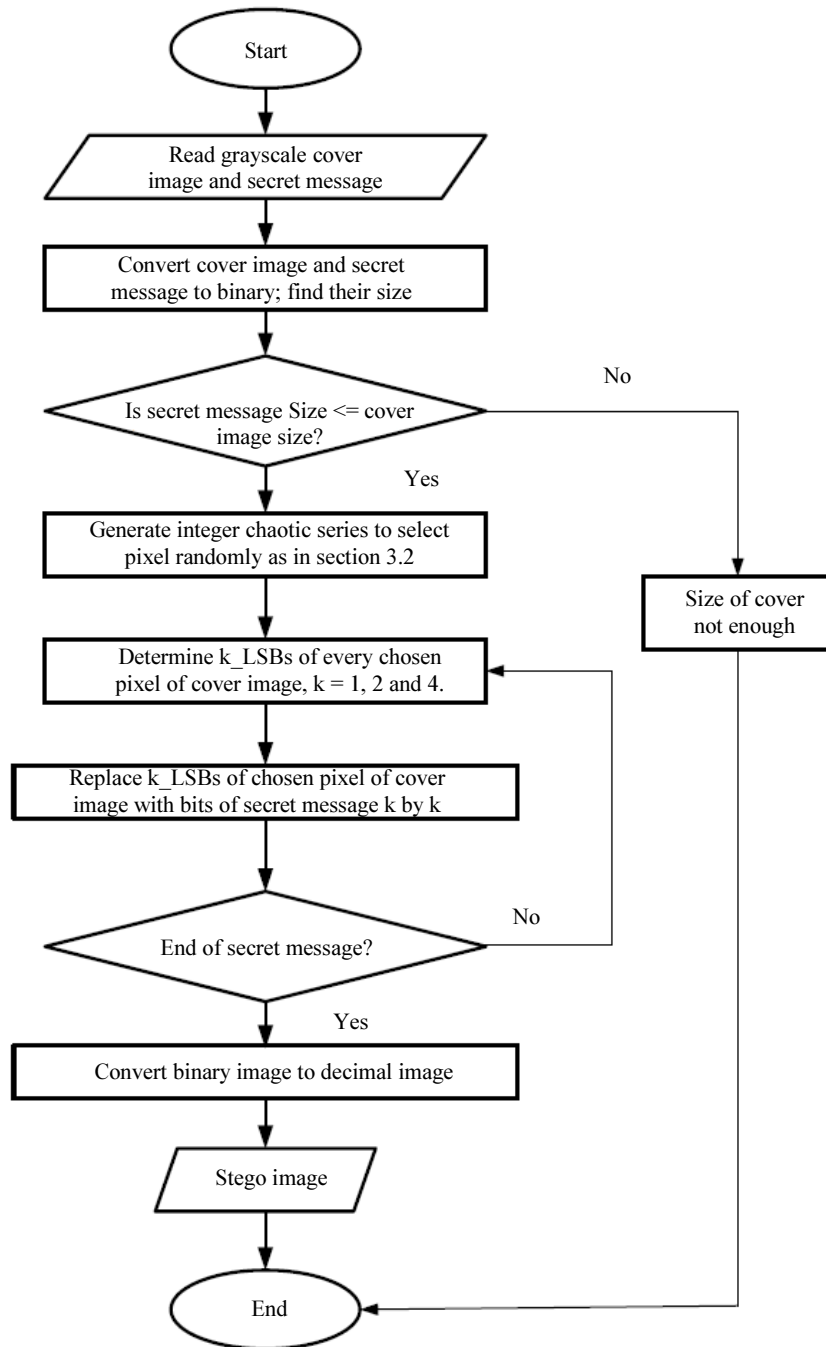 Start
Read grayscale cover
image and secret message
Convert cover image and secret
message to binary; find their size
No
Is secret message Size <= cover
image size?
Yes
Generate integer chaotic series to select
pixel randomly as in section 3.2
Size of cover
not enough
Determine k_LSBs of every chosen
pixel of cover image, k = 1, 2 and 4.
Replace k_LSBs of chosen pixel of cover
image with bits of secret message k by k
No
End of secret message?
Yes
Convert binary image to decimal image
Stego image
End